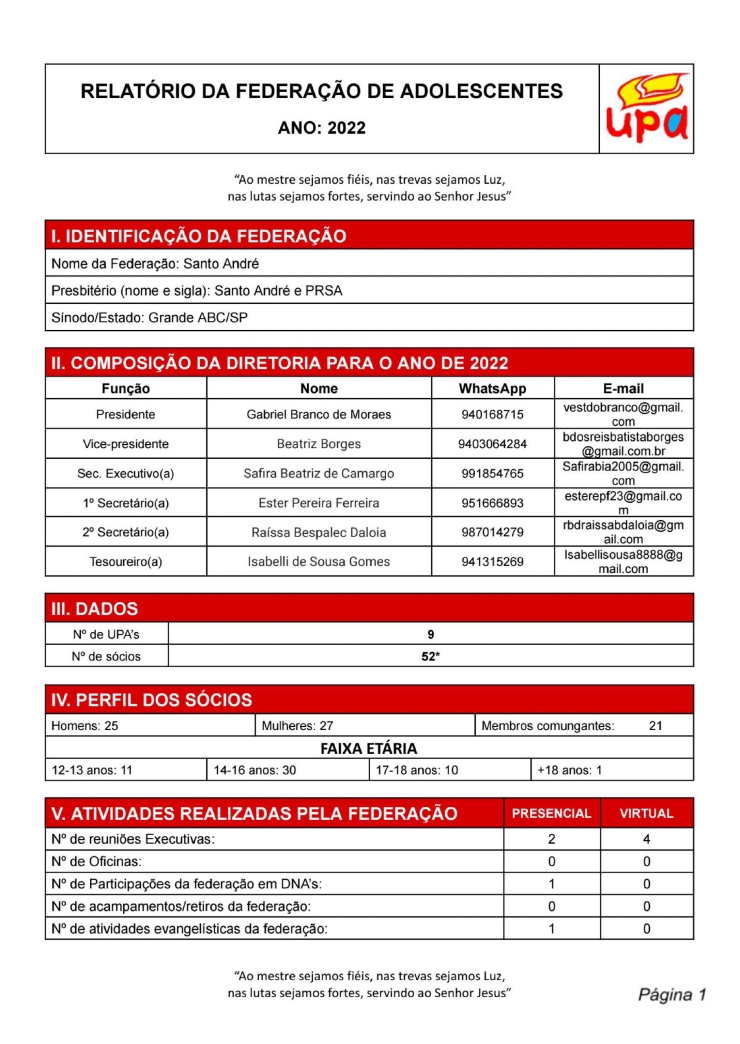 RELATÓRIO DA FEDERAÇÃO DE ADOLESCENTES
ANO: 2022
upa
“Ao mestre sejamos fiéis, nas trevas sejamos Luz,
nas lutas sejamos fortes, servindo ao Senhor Jesus”
I. IDENTIFICAÇÃO DA FEDERAÇÃO
Nome da Federação: Santo André
Presbitério (nome e sigla): Santo André e PRSA
Sínodo/Estado: Grande ABC/SP
II. COMPOSIÇÃO DA DIRETORIA PARA O ANO DE 2022
Função Nome WhatsApp E-mail
Presidente Gabriel Branco de Moraes 940168715 vestdobranco@gmail.
com
Vice-presidente Beatriz Borges 9403064284 bdosreisbatistaborges
@gmail.com.br
Sec. Executivo(a) Safira Beatriz de Camargo 991854765 Safirabia2005@gmail.
com
1º Secretário(a) Ester Pereira Ferreira 951666893 esterepf23@gmail.co
m
2º Secretário(a) Raíssa Bespalec Daloia 987014279 rbdraissabdaloia@gm
ail.com
Tesoureiro(a) Isabelli de Sousa Gomes 941315269 Isabellisousa8888@g
mail.com
III. DADOS
Nº de UPA’s 9
Nº de sócios 52*
IV. PERFIL DOS SÓCIOS
Homens: 25 Mulheres: 27 Membros comungantes: 21
FAIXA ETÁRIA
12-13 anos: 11 14-16 anos: 30 17-18 anos: 10 +18 anos: 1
V. ATIVIDADES REALIZADAS PELA FEDERAÇÃO PRESENCIAL VIRTUAL
Nº de reuniões Executivas: 2 4
Nº de Oficinas: 0 0
Nº de Participações da federação em DNA’s: 1 0
Nº de acampamentos/retiros da federação: 0 0
Nº de atividades evangelísticas da federação: 1 0
“Ao mestre sejamos fiéis, nas trevas sejamos Luz,
nas lutas sejamos fortes, servindo ao Senhor Jesus”
Página 1